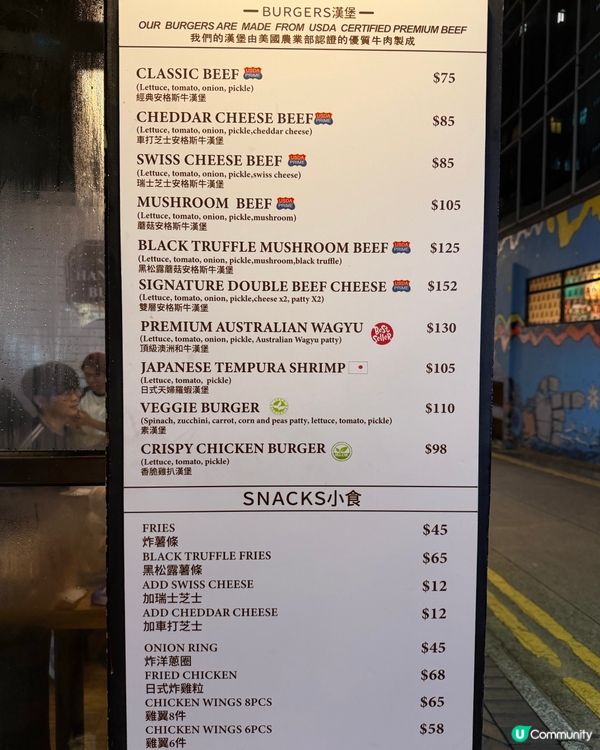 BURGERS漢堡
OUR BURGERS ARE MADE FROM USDA CERTIFIED PREMIUM BEEF
我們的漢堡由美國農業部認證的優質牛肉製成
CLASSIC BEEF USDA PRIME $75
(Lettuce, tomato, onion, pickle)
經典安格斯牛漢堡
CHEDDAR CHEESE BEEF USDA PRIME $85
(Lettuce, tomato, onion, pickle,cheddar cheese)
車打芝士安格斯牛漢堡
SWISS CHEESE BEEF USDA PRIME $85
(Lettuce, tomato, onion, pickle,swiss cheese)
瑞士芝士安格斯牛漢堡
MUSHROOM BEEF USDA PRIME $105
(Lettuce, tomato, onion, pickle,mushroom)
蘑菇安格斯牛漢堡
BLACK TRUFFLE MUSHROOM BEEF USDA PRIME $125
(Lettuce, tomato, onion, pickle,mushroom,black truffle)
黑松露蘑菇安格斯牛漢堡
SIGNATURE DOUBLE BEEF CHEESE USDA PRIME $152
(Lettuce, tomato, onion, pickle,cheese x2, patty X2)
雙層安格斯牛漢堡
PREMIUM AUSTRALIAN WAGYU Best Seller $130
(Lettuce, tomato, onion, pickle, Australian Wagyu patty)
頂級澳洲和牛漢堡
JAPANESE TEMPURA SHRIMP $105
(Lettuce, tomato, pickle)
日式天婦羅蝦漢堡
VEGGIE BURGER $110
(Spinach, zucchini, carrot, corn and peas patty, lettuce, tomato, pickle)
素漢堡
CRISPY CHICKEN BURGER $98
(Lettuce, tomato, pickle)
香脆雞扒漢堡
SNACKS小食
FRIES $45
炸薯條
BLACK TRUFFLE FRIES $65
黑松露薯條
ADD SWISS CHEESE $12
加瑞士芝士
ADD CHEDDAR CHEESE $12
加車打芝士
ONION RING $45
炸洋蔥圈
FRIED CHICKEN $68
日式炸雞粒
CHICKEN WINGS 8PCS $65
雞翼8件
CHICKEN WINGS 6PCS $58
雞翼6件
U Community